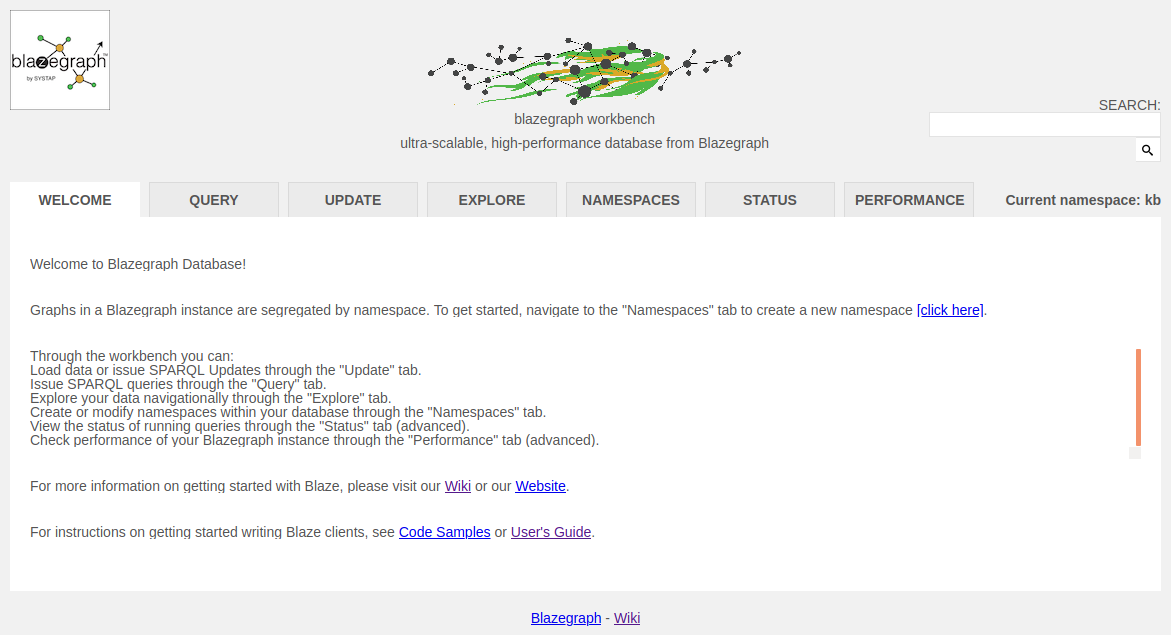 blazegraph™
by SYSTAP
blazegraph workbench
ultra-scalable, high-performance database from Blazegraph
SEARCH:
WELCOME QUERY UPDATE EXPLORE NAMESPACES STATUS PERFORMANCE Current namespace: kb
Welcome to Blazegraph Database!
Graphs in a Blazegraph instance are segregated by namespace. To get started, navigate to the "Namespaces" tab to create a new namespace [click here].
Through the workbench you can:
Load data or issue SPARQL Updates through the "Update" tab.
Issue SPARQL queries through the "Query" tab.
Explore your data navigationally through the "Explore" tab.
Create or modify namespaces within your database through the "Namespaces" tab.
View the status of running queries through the "Status" tab (advanced).
Check performance of your Blazegraph instance through the "Performance" tab (advanced).
For more information on getting started with Blaze, please visit our Wiki or our Website.
For instructions on getting started writing Blaze clients, see Code Samples or User's Guide.
Blazegraph - Wiki